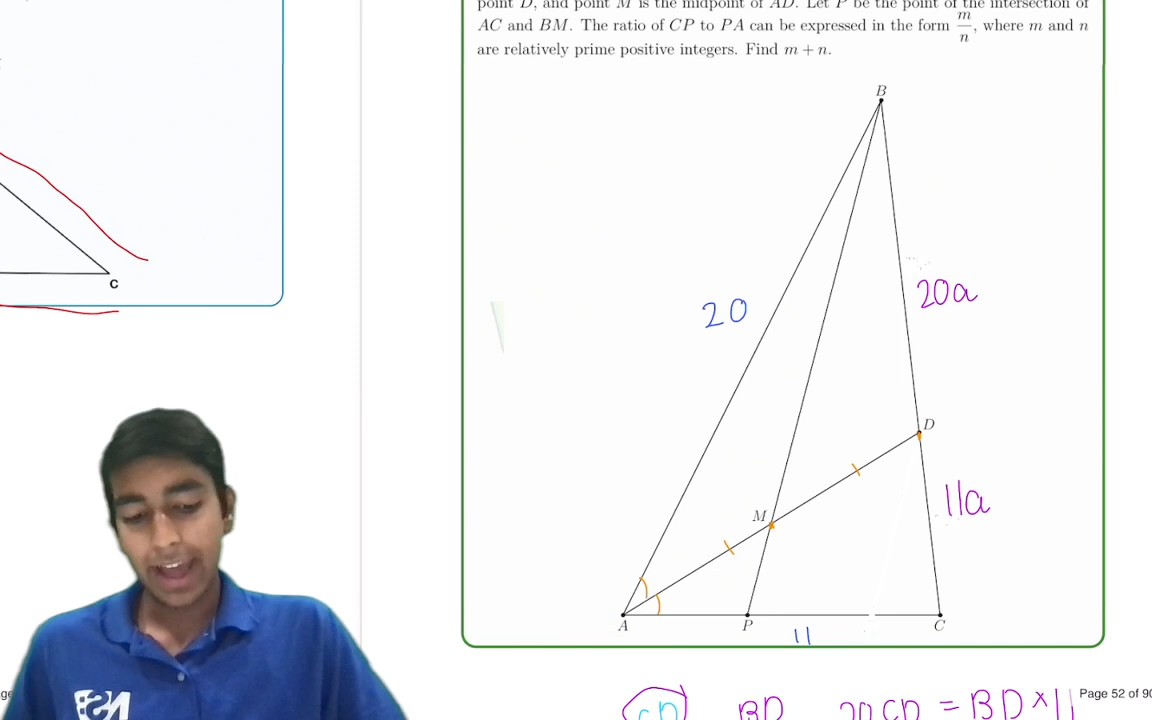 point D, and point M is the midpoint of AD. Let P be the point of the intersection of
AC and BM. The ratio of CP to PA can be expressed in the form m/n, where m and n
are relatively prime positive integers. Find m + n.
B
20
20a
D
11a
M
A
P
C
11
C
CD
BD
20CD = BD×11
Page 52 of 90